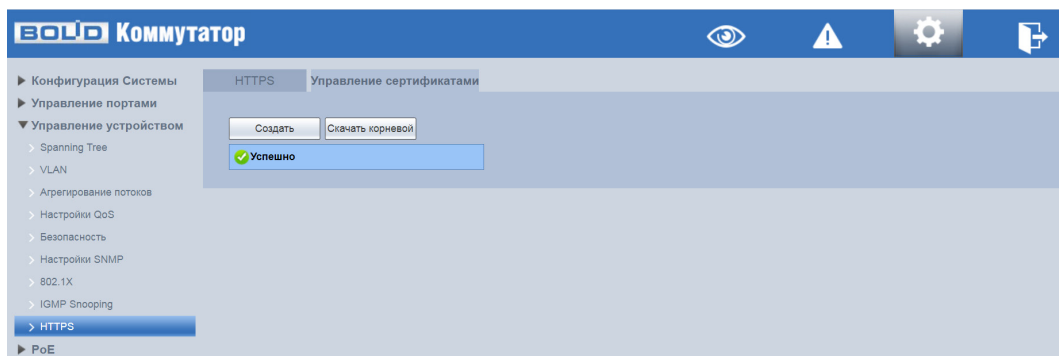 BOLID Коммутатор
Конфигурация Системы
Управление портами
Управление устройством
Spanning Tree
VLAN
Агрегирование потоков
Настройки QoS
Безопасность
Настройки SNMP
802.1X
IGMP Snooping
HTTPS
PoE
HTTPS Управление сертификатами
Создать Скачать корневой
Успешно